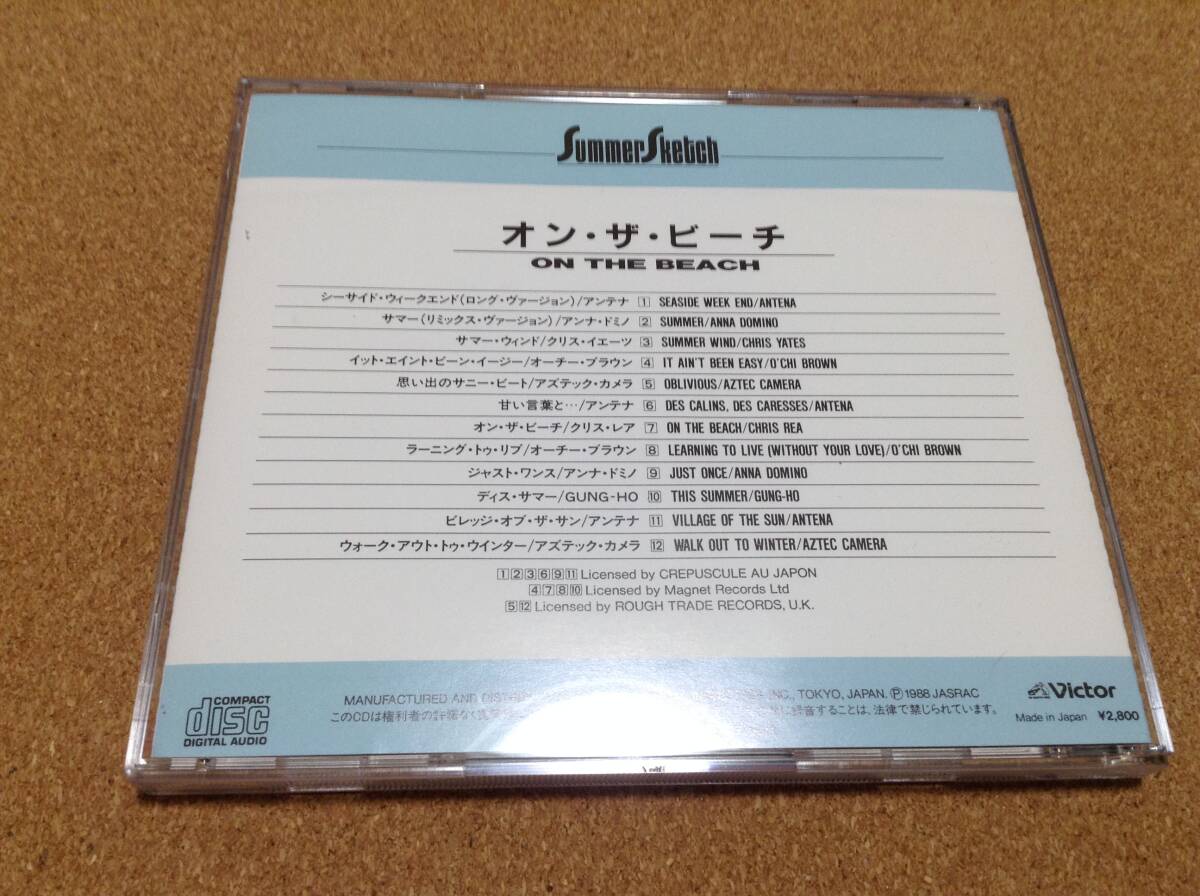 Summer Sketch
オン・ザ・ビーチ
ON THE BEACH
シーサイド・ウィークエンド(ロング・ヴァージョン)/アンテナ 1 SEASIDE WEEK END/ANTENA
サマー(リミックス・ヴァージョン)/アンナ・ドミノ 2 SUMMER/ANNA DOMINO
サマー・ウィンド/クリス・イエーツ 3 SUMMER WIND/CHRIS YATES
イット・エイント・ビーン・イージー/オーチー・ブラウン 4 IT AIN'T BEEN EASY/O'CHI BROWN
思い出のサニー・ビート/アズテック・カメラ 5 OBLIVIOUS/AZTEC CAMERA
甘い言葉と…/アンテナ 6 DES CALINS, DES CARESSES/ANTENA
オン・ザ・ビーチ/クリス・レア 7 ON THE BEACH/CHRIS REA
ラーニング・トゥ・リブ/オーチー・ブラウン 8 LEARNING TO LIVE (WITHOUT YOUR LOVE)/O'CHI BROWN
ジャスト・ワンス/アンナ・ドミノ 9 JUST ONCE/ANNA DOMINO
ディス・サマー/GUNG-HO 10 THIS SUMMER/GUNG-HO
ビレッジ・オブ・ザ・サン/アンテナ 11 VILLAGE OF THE SUN/ANTENA
ウォーク・アウト・トゥ・ウインター/アズテック・カメラ 12 WALK OUT TO WINTER/AZTEC CAMERA
1 2 3 6 9 11 Licensed by CREPUSCULE AU JAPON
4 7 8 10 Licensed by Magnet Records Ltd
5 12 Licensed by ROUGH TRADE RECORDS, U.K.
COMPACT disc DIGITAL AUDIO
MANUFACTURED AND INC., TOKYO, JAPAN. Ⓟ 1988 JASRAC
このCDは権利者の許諾なく することは、法律で禁じられています。
Victor
Made in Japan ¥2,800